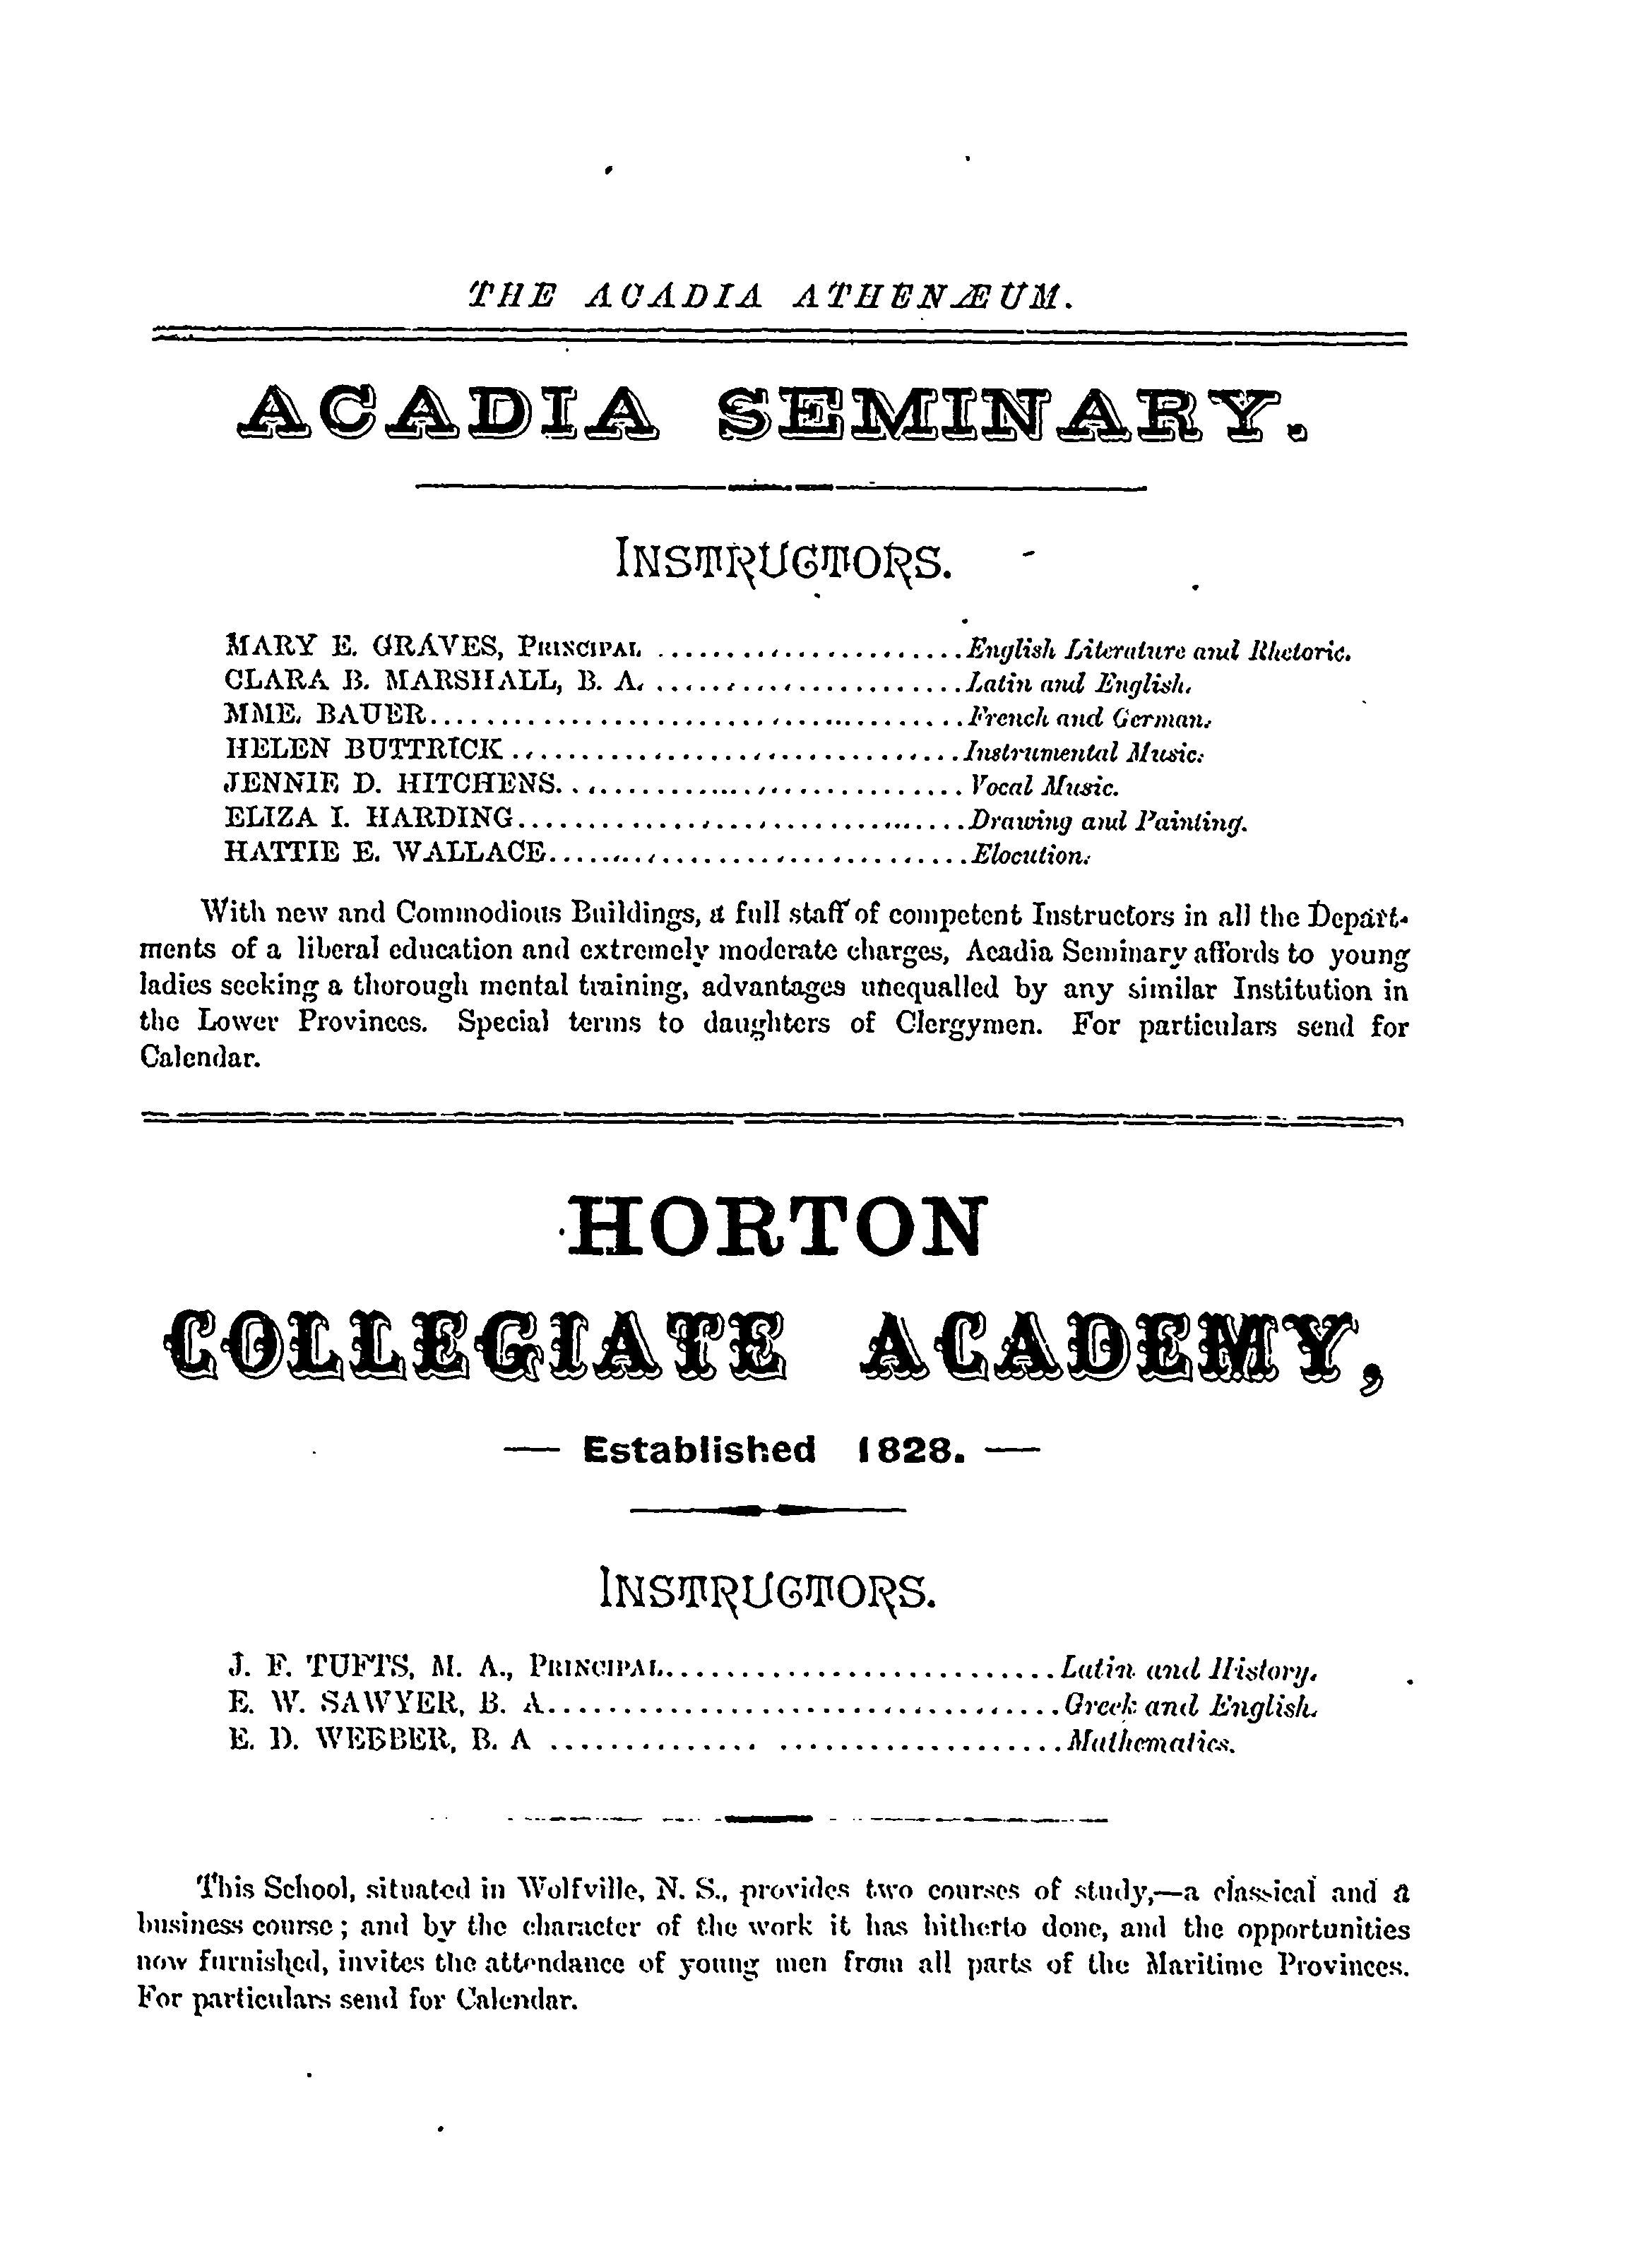 THE ACADIA ATHENÆUM.
ACADIA SEMINARY.
INSTRUCTORS.
MARY E. GRAVES, PRINCIPAL ........................English Literature and Rhetoric.
CLARA B. MARSHALL, B. A. ........................Latin and English.
MME. BAUER........................................French and German.
HELEN BUTTRICK ..................................Instrumental Music.
JENNIE D. HITCHENS...............................Vocal Music.
ELIZA I. HARDING.................................Drawing and Painting.
HATTIE E. WALLACE................................Elocution.
With new and Commodious Buildings, a full staff of competent Instructors in all the Depart-
ments of a liberal education and extremely moderate charges, Acadia Seminary affords to young
ladies seeking a thorough mental training, advantages unequalled by any similar Institution in
the Lower Provinces. Special terms to daughters of Clergymen. For particulars send for
Calendar.
HORTON
COLLEGIATE ACADEMY,
— Established 1828. —
INSTRUCTORS.
J. F. TUFTS, M. A., PRINCIPAL...........................Latin and History.
E. W. SAWYER, B. A...................................Greek and English.
E. D. WEBBER, B. A ..................................Mathematics.
This School, situated in Wolfville, N. S., provides two courses of study,—a classical and a
business course; and by the character of the work it has hitherto done, and the opportunities
now furnished, invites the attendance of young men from all parts of the Maritime Provinces.
For particulars send for Calendar.